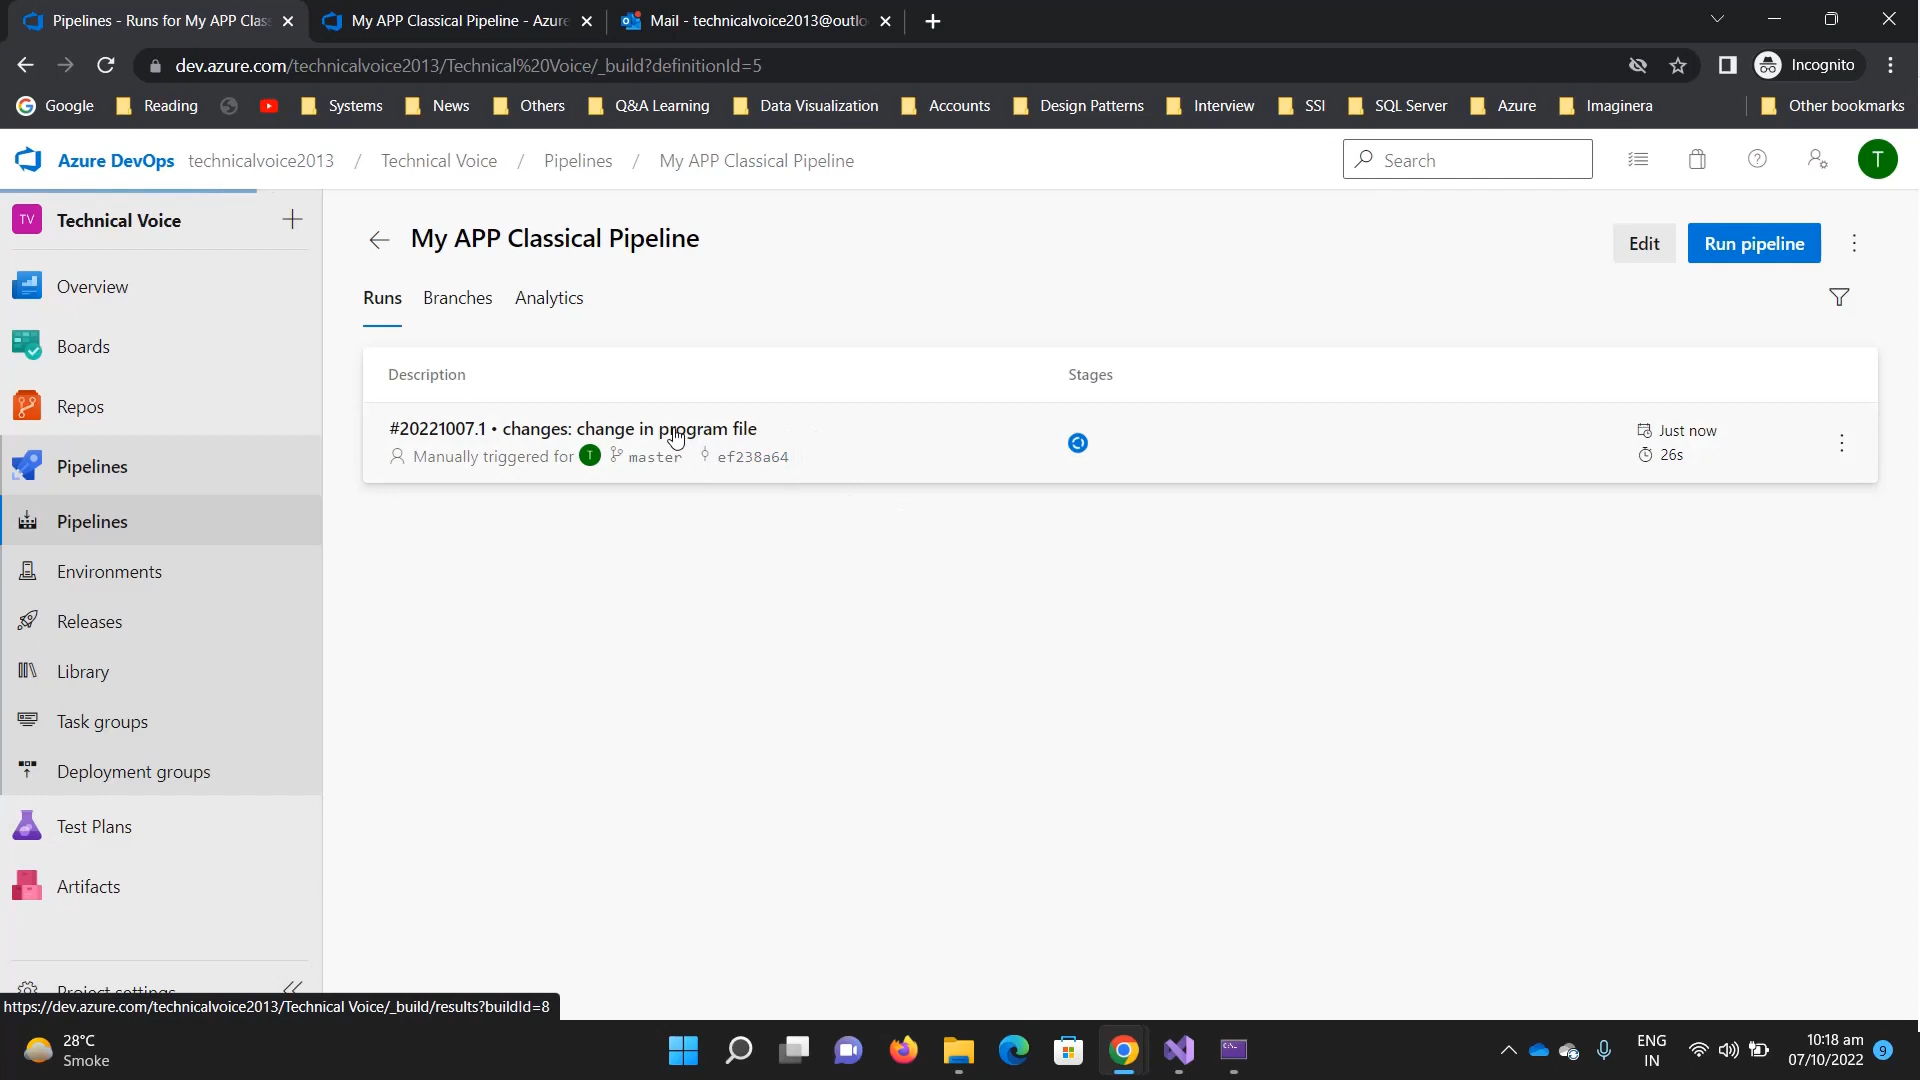 Pipelines - Runs for My APP Clas
My APP Classical Pipeline - Azure
Mail - technicalvoice2013@outlo
dev.azure.com/technicalvoice2013/Technical%20Voice/_build?definitionId=5
Incognito
Google
Reading
Systems
News
Others
Q&A Learning
Data Visualization
Accounts
Design Patterns
Interview
SSI
SQL Server
Azure
Imaginera
Other bookmarks
Azure DevOps technicalvoice2013 / Technical Voice / Pipelines / My APP Classical Pipeline
Search
T
TV Technical Voice
Overview
Boards
Repos
Pipelines
Pipelines
Environments
Releases
Library
Task groups
Deployment groups
Test Plans
Artifacts
Project settings
My APP Classical Pipeline
Edit
Run pipeline
Runs
Branches
Analytics
Description
Stages
#20221007.1 • changes: change in program file
Manually triggered for T master ef238a64
Just now
26s
https://dev.azure.com/technicalvoice2013/Technical Voice/_build/results?buildId=8
28°C
Smoke
ENG
IN
10:18 am
07/10/2022
9